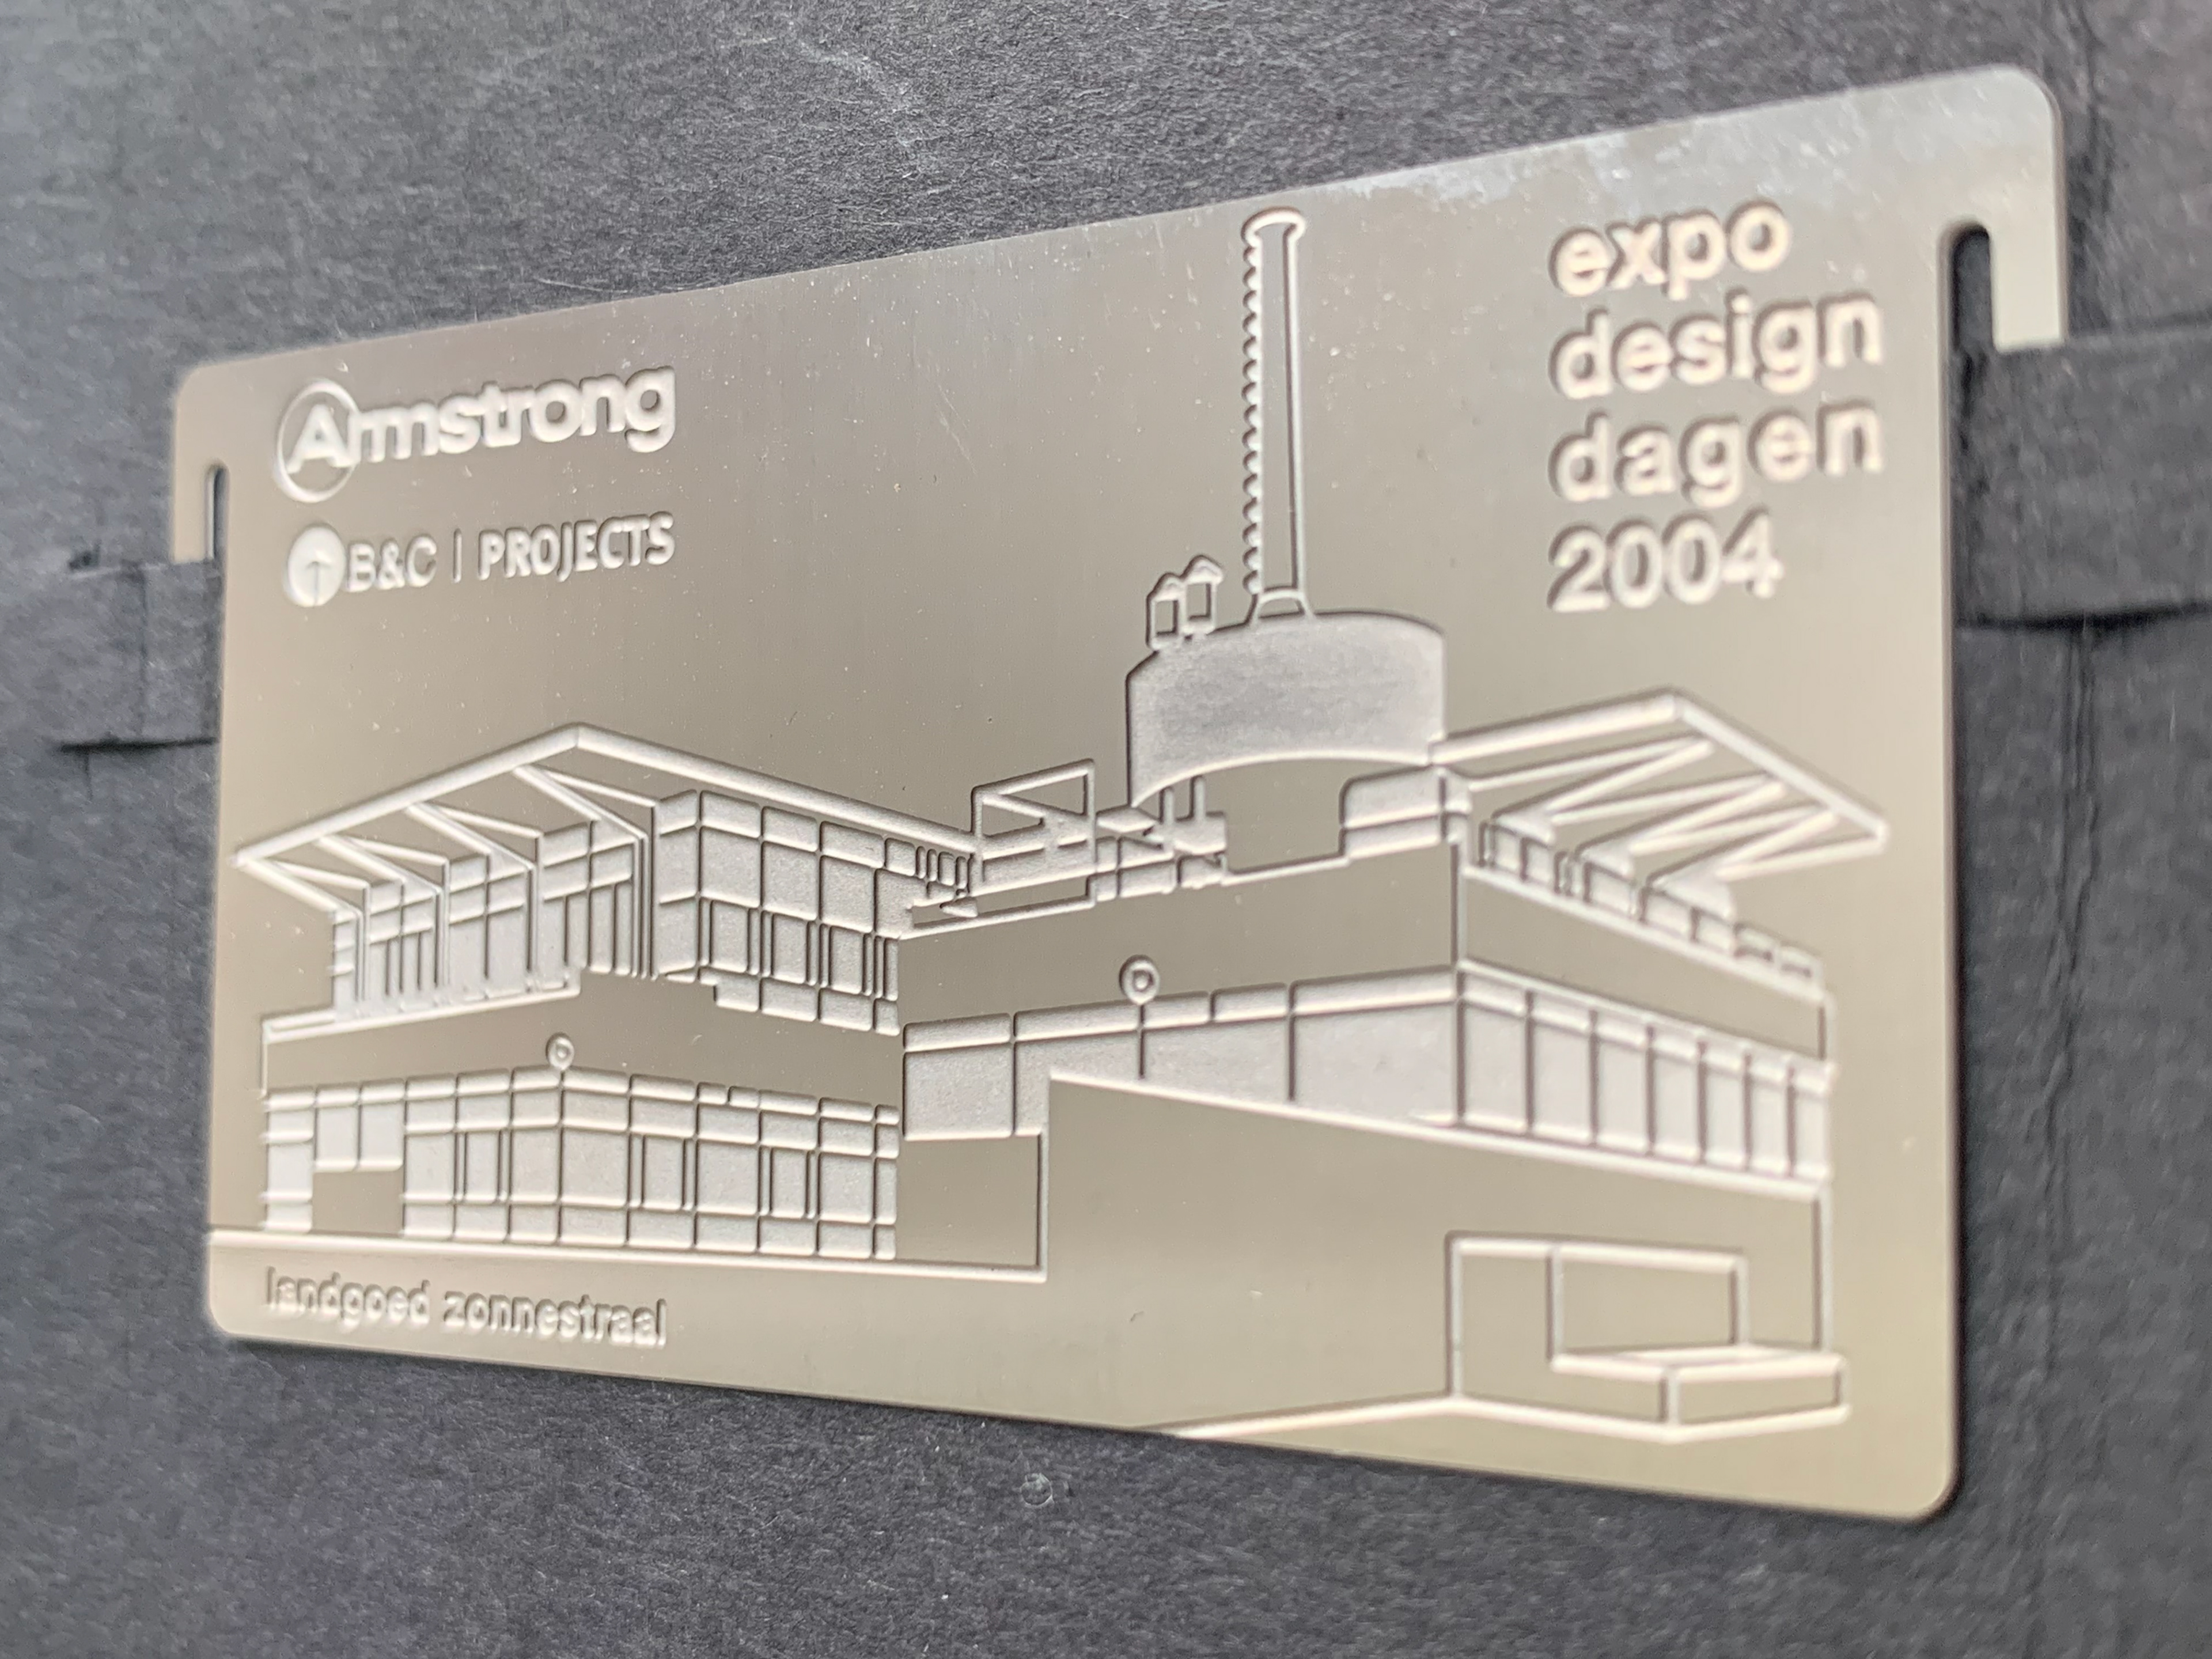 Armstrong
B&C | PROJECTS
expo
design
dagen
2004
landgoed zonnestraal